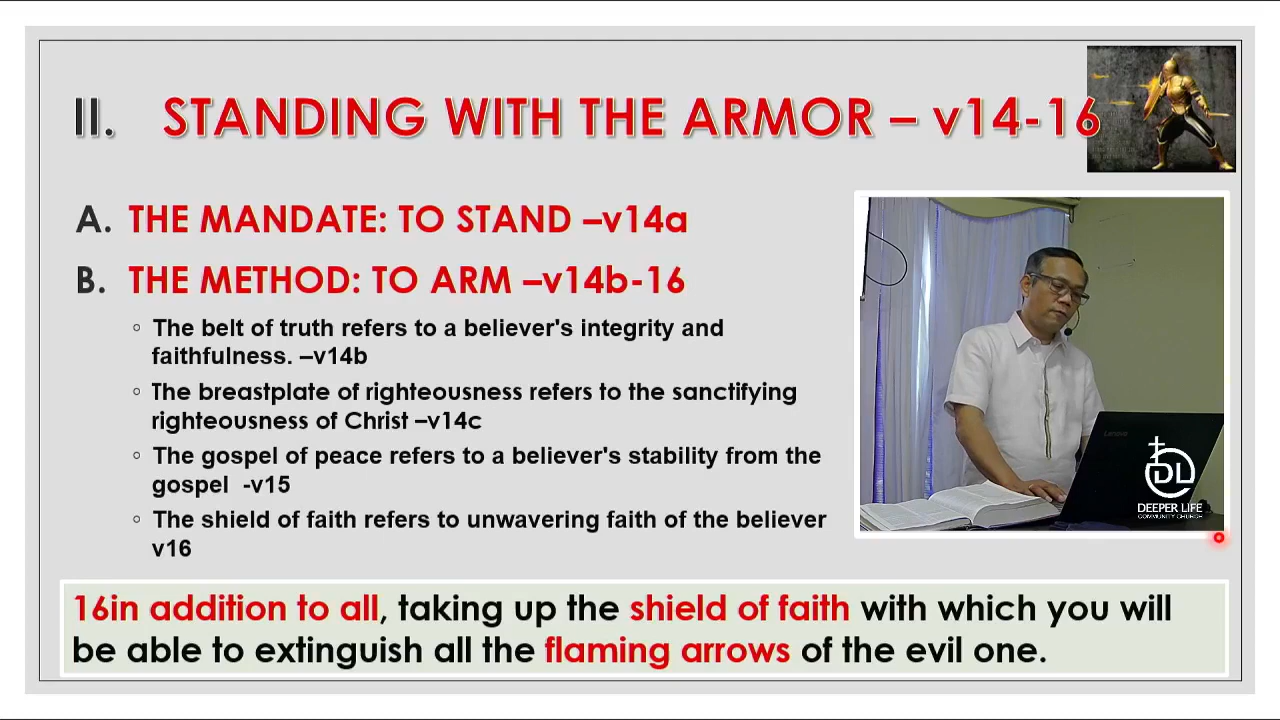 II. STANDING WITH THE ARMOR – v14-16
A. THE MANDATE: TO STAND –v14a
B. THE METHOD: TO ARM –v14b-16
◦ The belt of truth refers to a believer's integrity and
faithfulness. –v14b
◦ The breastplate of righteousness refers to the sanctifying
righteousness of Christ –v14c
◦ The gospel of peace refers to a believer's stability from the
gospel -v15
◦ The shield of faith refers to unwavering faith of the believer
v16
Lenovo
DL
DEEPER LIFE
COMMUNITY CHURCH
16in addition to all, taking up the shield of faith with which you will
be able to extinguish all the flaming arrows of the evil one.